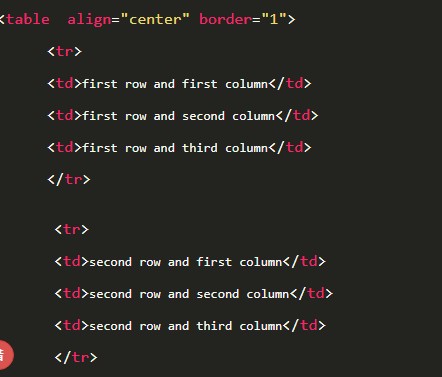 <table  align="center" border="1">
<tr>
<td>first row and first column</td>
<td>first row and second column</td>
<td>first row and third column</td>
</tr>
<tr>
<td>second row and first column</td>
<td>second row and second column</td>
<td>second row and third column</td>
</tr>